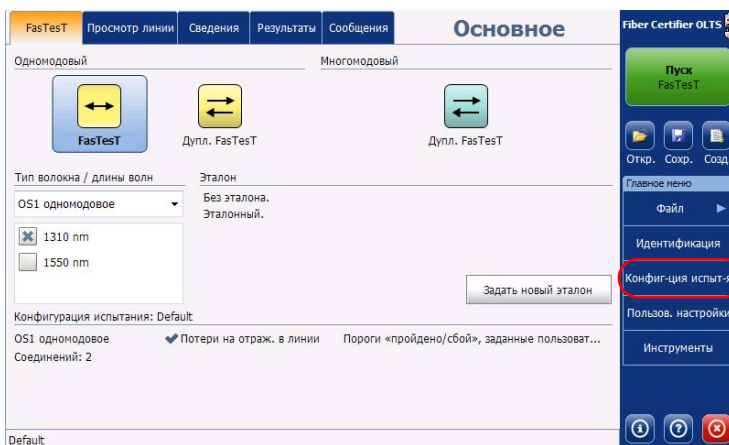 FasTesT
Просмотр линии
Сведения
Результаты
Сообщения
Основное
Fiber Certifier OLTS
Одномодовый
Многомодовый
FasTesT
Дупл. FasTesT
Дупл. FasTesT
Пуск
FasTesT
Откр. Сохр. Созд
Тип волокна / длины волн
Эталон
OS1 одномодовое
1310 nm
1550 nm
Без эталона.
Эталонный.
Задать новый эталон
Главное меню
Файл
Идентификация
Конфиг-ция испыт-я
Пользов. настройки
Инструменты
Конфигурация испытания: Default
OS1 одномодовое
Потери на отраж. в линии
Пороги «пройдено/сбой», заданные пользоват...
Соединений: 2
Default